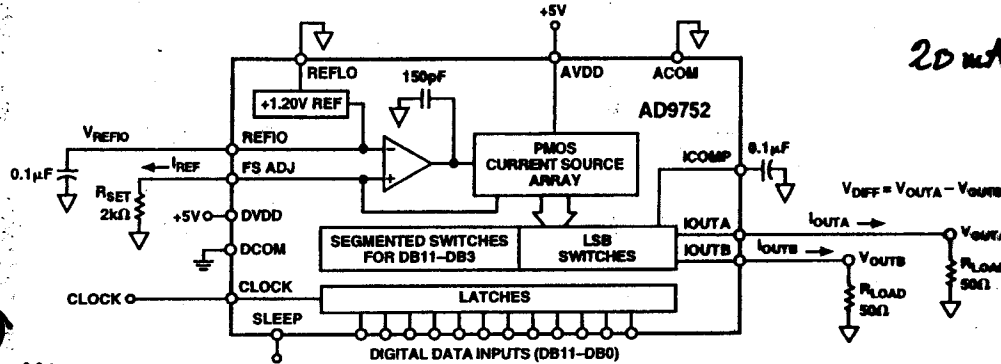 +5V
20 mA
REFLO
AVDD
ACOM
150pF
+1.20V REF
AD9752
VREFIO
REFIO
PMOS
CURRENT SOURCE
ARRAY
ICOMP
0.1µF
0.1µF
IREF
FS ADJ
RSET
2kΩ
VDIFF = VOUTA – VOUTB
+5V
DVDD
IOUTA
IOUTA
VOUTA
SEGMENTED SWITCHES
FOR DB11–DB3
LSB
SWITCHES
DCOM
IOUTB
IOUTB
VOUTB
RLOAD
50Ω
RLOAD
50Ω
CLOCK
CLOCK
LATCHES
SLEEP
DIGITAL DATA INPUTS (DB11–DB0)